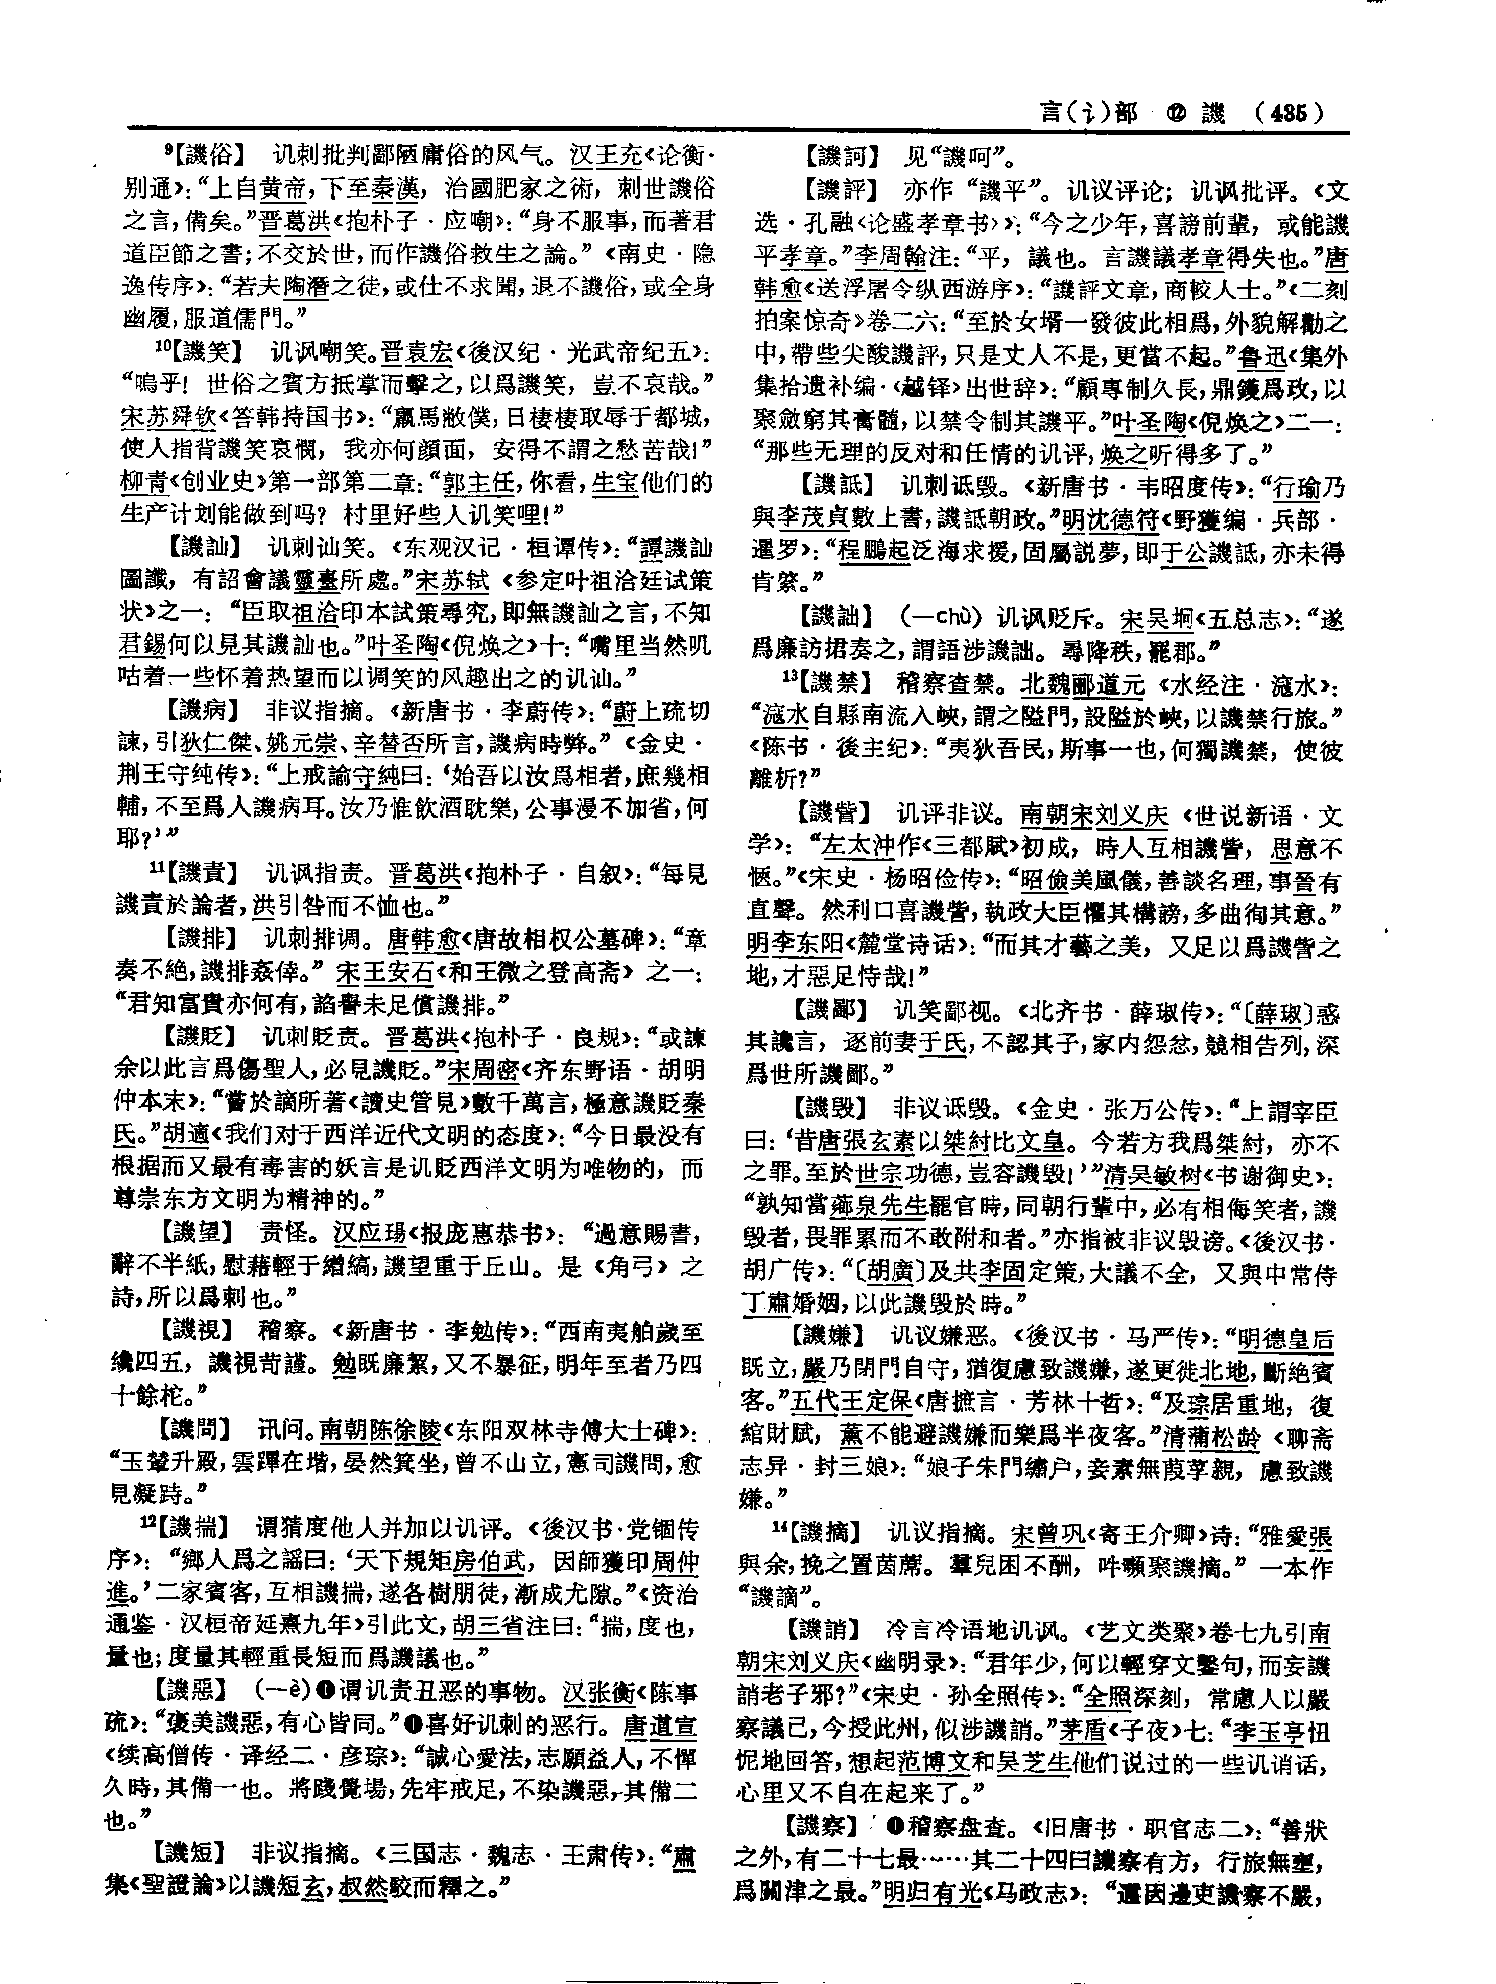 言(讠)部　⑫　譏　(435)
⁹【譏俗】　讥刺批判鄙陋庸俗的风气。汉王充《论衡·
别通》：“上自黄帝，下至秦漢，治國肥家之術，刺世譏俗
之言，備矣。”晋葛洪《抱朴子·应嘲》：“身不服事，而著君
道臣節之書；不交於世，而作譏俗救生之論。”《南史·隐
逸传序》：“若夫陶潛之徒，或仕不求聞，退不譏俗，或全身
幽履，服道儒門。”
¹⁰【譏笑】　讥讽嘲笑。晋袁宏《後汉纪·光武帝纪五》：
“嗚乎！世俗之賓方抵掌而擊之，以爲譏笑，豈不哀哉。”
宋苏舜钦《答韩持国书》：“羸馬敝僕，日棲棲取辱于都城，
使人指背譏笑哀憫，我亦何顔面，安得不謂之愁苦哉！”
柳青《创业史》第一部第二章：“郭主任，你看，生宝他们的
生产计划能做到吗？村里好些人讥笑哩！”
【譏訕】　讥刺讪笑。《东观汉记·桓谭传》：“譚譏訕
圖讖，有詔會議靈臺所處。”宋苏轼《参定叶祖洽廷试策
状》之一：“臣取祖洽印本試策尋究，即無譏訕之言，不知
君錫何以見其譏訕也。”叶圣陶《倪焕之》十：“嘴里当然叽
咕着一些怀着热望而以调笑的风趣出之的讥讪。”
【譏病】　非议指摘。《新唐书·李蔚传》：“蔚上疏切
諫，引狄仁傑、姚元崇、辛替否所言，譏病時弊。”《金史·
荆王守纯传》：“上戒諭守純曰：‘始吾以汝爲相者，庶幾相
輔，不至爲人譏病耳。汝乃惟飲酒耽樂，公事漫不加省，何
耶？’”
¹¹【譏責】　讥讽指责。晋葛洪《抱朴子·自叙》：“每見
譏責於論者，洪引咎而不恤也。”
【譏排】　讥刺排调。唐韩愈《唐故相权公墓碑》：“章
奏不絶，譏排姦倖。”宋王安石《和王微之登高斋》之一：
“君知富貴亦何有，諂譽未足償譏排。”
【譏貶】　讥刺贬责。晋葛洪《抱朴子·良规》：“或諫
余以此言爲傷聖人，必見譏貶。”宋周密《齐东野语·胡明
仲本末》：“嘗於謫所著《讀史管見》數千萬言，極意譏貶秦
氏。”胡適《我们对于西洋近代文明的态度》：“今日最没有
根据而又最有毒害的妖言是讥贬西洋文明为唯物的，而
尊崇东方文明为精神的。”
【譏望】　责怪。汉应玚《报庞惠恭书》：“過意賜書，
辭不半紙，慰藉輕于繒縞，譏望重于丘山。是《角弓》之
詩，所以爲刺也。”
【譏視】　稽察。《新唐书·李勉传》：“西南夷舶歲至
纔四五，譏視苛謹。勉既廉絜，又不暴征，明年至者乃四
十餘柁。”
【譏問】　讯问。南朝陈徐陵《东阳双林寺傅大士碑》：
“玉輦升殿，雲蹕在堦，晏然箕坐，曾不山立，憲司譏問，愈
見凝跱。”
¹²【譏揣】　谓猜度他人并加以讥评。《後汉书·党锢传
序》：“鄉人爲之謡曰：‘天下規矩房伯武，因師獲印周仲
進。’二家賓客，互相譏揣，遂各樹朋徒，漸成尤隙。”《资治
通鉴·汉桓帝延熹九年》引此文，胡三省注曰：“揣，度也，
量也；度量其輕重長短而爲譏議也。”
【譏惡】　(—è)❶谓讥责丑恶的事物。汉张衡《陈事
疏》：“褒美譏惡，有心皆同。”❷喜好讥刺的恶行。唐道宣
《续高僧传·译经二·彦琮》：“誠心愛法，志願益人，不憚
久時，其備一也。將踐覺場，先牢戒足，不染譏惡，其備二
也。”
【譏短】　非议指摘。《三国志·魏志·王肃传》：“肅
集《聖證論》以譏短玄，叔然駮而釋之。”
【譏訶】　见“譏呵”。
【譏評】　亦作“譏平”。讥议评论；讥讽批评。《文
选·孔融〈论盛孝章书〉》：“今之少年，喜謗前輩，或能譏
平孝章。”李周翰注：“平，議也。言譏議孝章得失也。”唐
韩愈《送浮屠令纵西游序》：“譏評文章，商較人士。”《二刻
拍案惊奇》卷二六：“至於女壻一發彼此相爲，外貌解勸之
中，帶些尖酸譏評，只是丈人不是，更當不起。”鲁迅《集外
集拾遗补编·〈越铎〉出世辞》：“顧專制久長，鼎鑊爲政，以
聚斂窮其膏髓，以禁令制其譏平。”叶圣陶《倪焕之》二一：
“那些无理的反对和任情的讥评，焕之听得多了。”
【譏詆】　讥刺诋毁。《新唐书·韦昭度传》：“行瑜乃
與李茂貞數上書，譏詆朝政。”明沈德符《野獲编·兵部·
暹罗》：“程鵬起泛海求援，固屬説夢，即于公譏詆，亦未得
肯綮。”
【譏詘】　(—chù)　讥讽贬斥。宋吴坰《五总志》：“遂
爲廉訪捃奏之，謂語涉譏詘。尋降秩，罷郡。”
¹³【譏禁】　稽察查禁。北魏郦道元《水经注·滱水》：
“滱水自縣南流入峽，謂之隘門，設隘於峽，以譏禁行旅。”
《陈书·後主纪》：“夷狄吾民，斯事一也，何獨譏禁，使彼
離析？”
【譏訾】　讥评非议。南朝宋刘义庆《世说新语·文
学》：“左太沖作《三都賦》初成，時人互相譏訾，思意不
愜。”《宋史·杨昭俭传》：“昭儉美風儀，善談名理，事晉有
直聲。然利口喜譏訾，執政大臣懼其構謗，多曲徇其意。”
明李东阳《麓堂诗话》：“而其才藝之美，又足以爲譏訾之
地，才惡足恃哉！”
【譏鄙】　讥笑鄙视。《北齐书·薛琡传》：“〔薛琡〕惑
其讒言，逐前妻于氏，不認其子，家内怨忿，競相告列，深
爲世所譏鄙。”
【譏毁】　非议诋毁。《金史·张万公传》：“上謂宰臣
曰：‘昔唐張玄素以桀紂比文皇。今若方我爲桀紂，亦不
之罪。至於世宗功德，豈容譏毁！’”清吴敏树《书谢御史》：
“孰知當薌泉先生罷官時，同朝行輩中，必有相侮笑者，譏
毁者，畏罪累而不敢附和者。”亦指被非议毁谤。《後汉书·
胡广传》：“〔胡廣〕及共李固定策，大議不全，又與中常侍
丁肅婚姻，以此譏毁於時。”
【譏嫌】　讥议嫌恶。《後汉书·马严传》：“明德皇后
既立，嚴乃閉門自守，猶復慮致譏嫌，遂更徙北地，斷絶賓
客。”五代王定保《唐摭言·芳林十哲》：“及琮居重地，復
綰財賦，薰不能避譏嫌而樂爲半夜客。”清蒲松龄《聊斋
志异·封三娘》：“娘子朱門繡户，妾素無葭莩親，慮致譏
嫌。”
¹⁴【譏摘】　讥议指摘。宋曾巩《寄王介卿》诗：“雅愛張
與余，挽之置茵蓆。羣兒困不酬，吽囐聚譏摘。”一本作
“譏謫”。
【譏誚】　冷言冷语地讥讽。《艺文类聚》卷七九引南
朝宋刘义庆《幽明录》：“君年少，何以輕穿文鑿句，而妄譏
誚老子邪？”《宋史·孙全照传》：“全照深刻，常慮人以嚴
察議己，今授此州，似涉譏誚。”茅盾《子夜》七：“李玉亭忸
怩地回答，想起范博文和吴芝生他们说过的一些讥诮话，
心里又不自在起来了。”
【譏察】　❶稽察盘查。《旧唐书·职官志二》：“善狀
之外，有二十七最……其二十四曰譏察有方，行旅無壅，
爲關津之最。”明归有光《马政志》：“還因邊吏譏察不嚴，